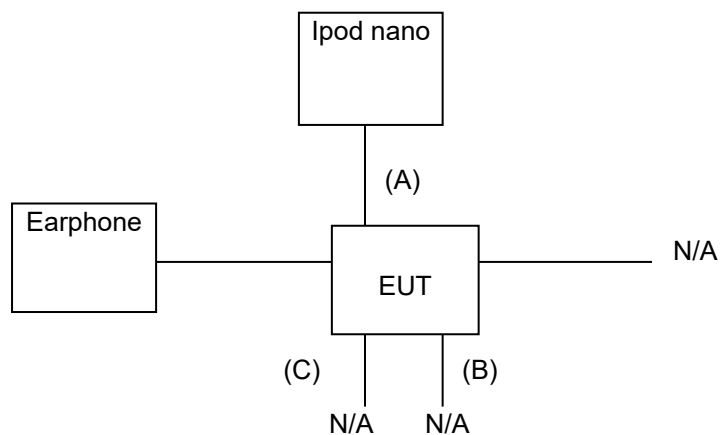 Ipod nano
(A)
Earphone
N/A
EUT
(C)
(B)
N/A
N/A